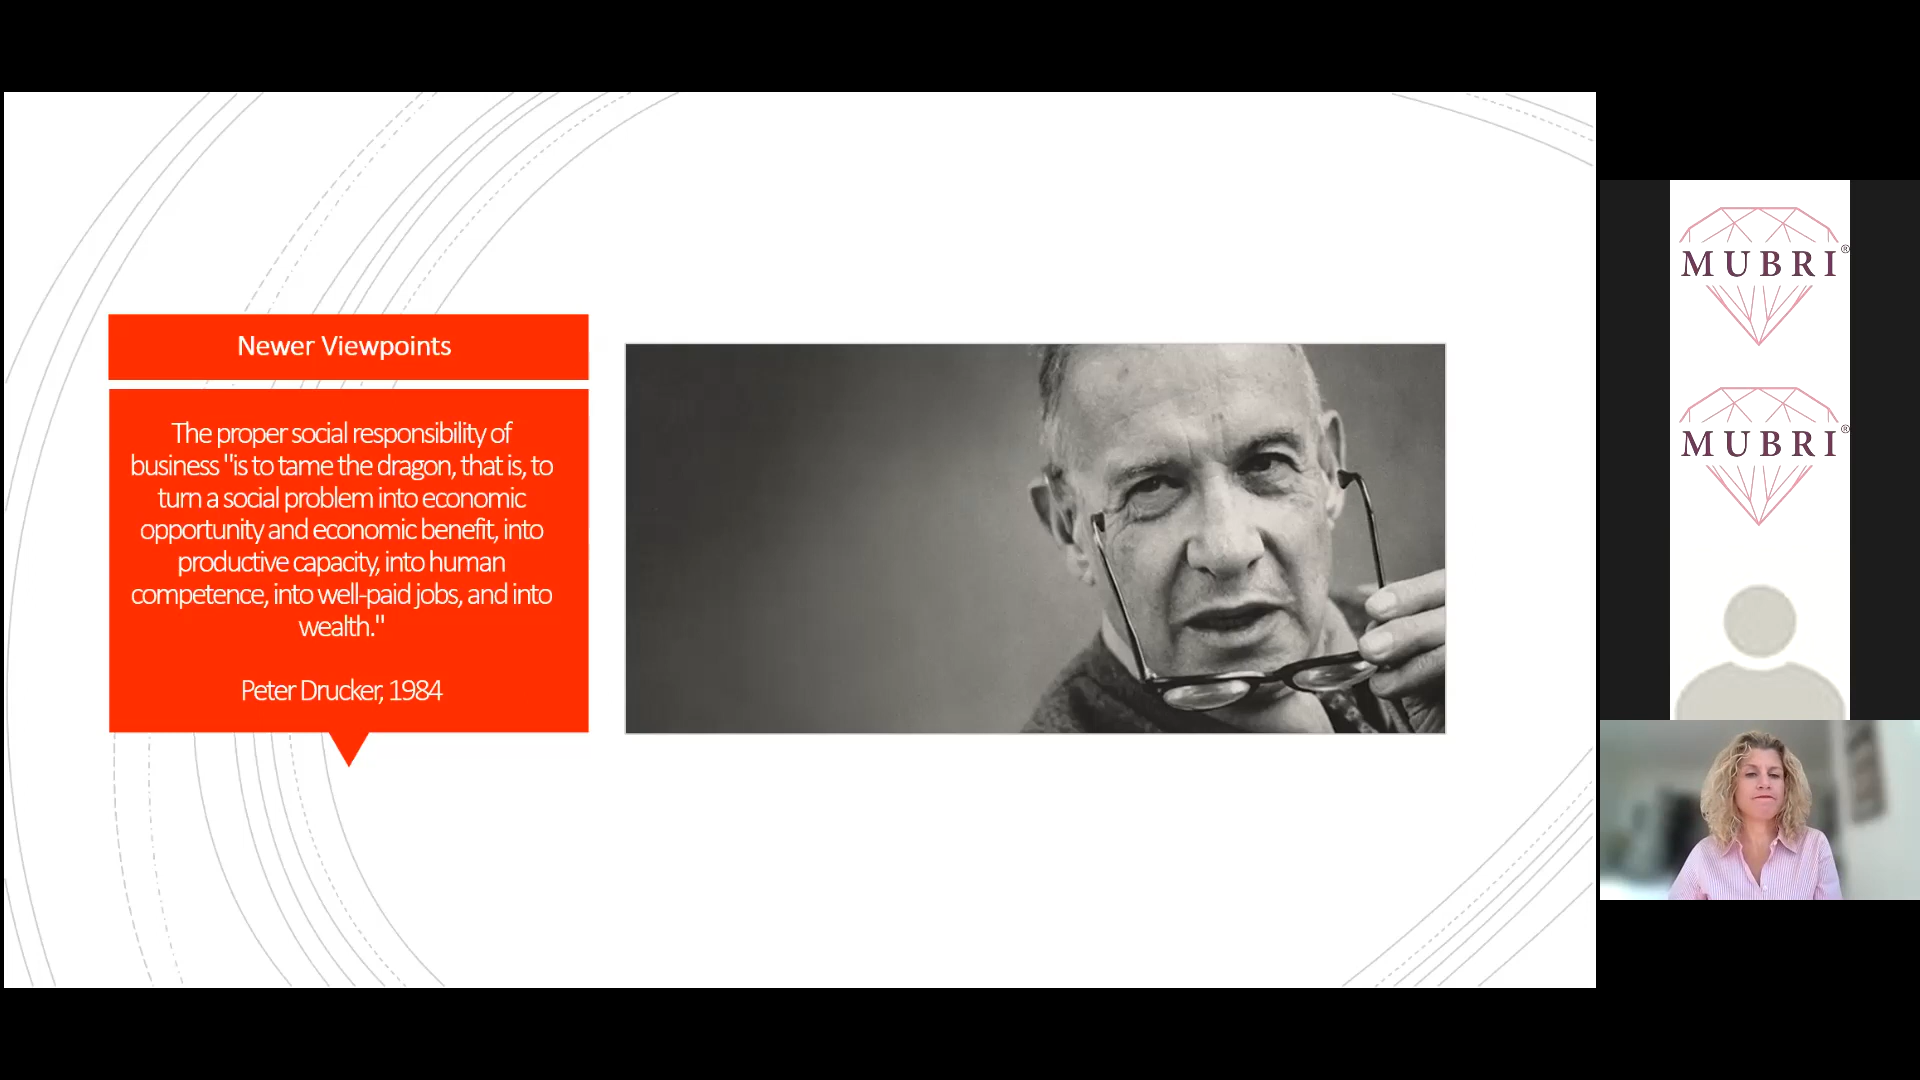 Newer Viewpoints
The proper social responsibility of
business "is to tame the dragon, that is, to
turn a social problem into economic
opportunity and economic benefit, into
productive capacity, into human
competence, into well-paid jobs, and into
wealth."
Peter Drucker, 1984
MUBRI®
MUBRI®